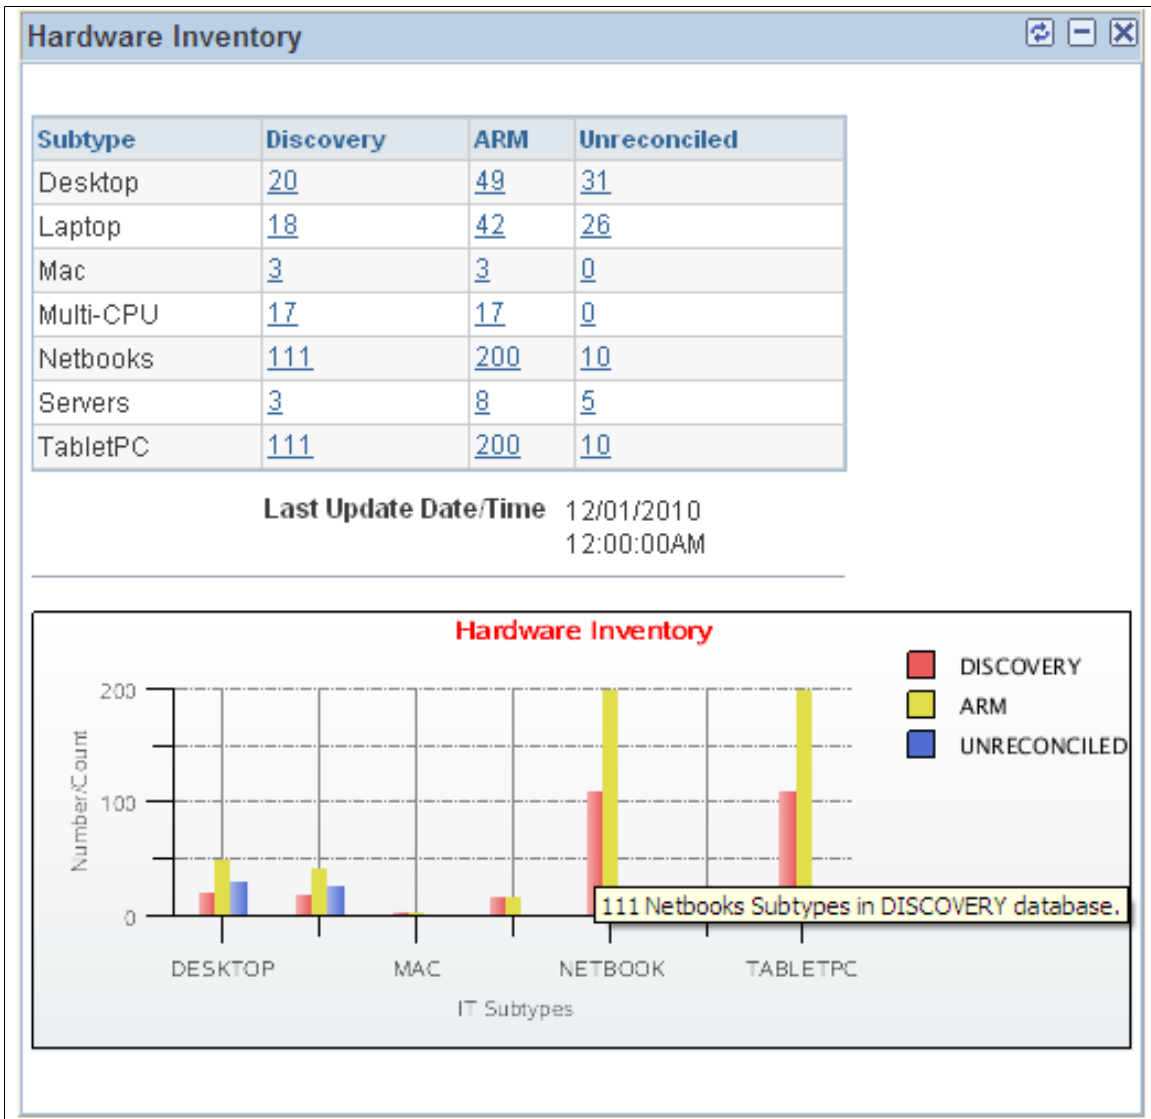 Hardware Inventory
Subtype Discovery ARM Unreconciled
Desktop 20 49 31
Laptop 18 42 26
Mac 3 3 0
Multi-CPU 17 17 0
Netbooks 111 200 10
Servers 3 8 5
TabletPC 111 200 10
Last Update Date/Time 12/01/2010
12:00:00AM
Hardware Inventory
DISCOVERY
ARM
UNRECONCILED
Number/Count
200
100
0
111 Netbooks Subtypes in DISCOVERY database.
DESKTOP MAC NETBOOK TABLETPC
IT Subtypes